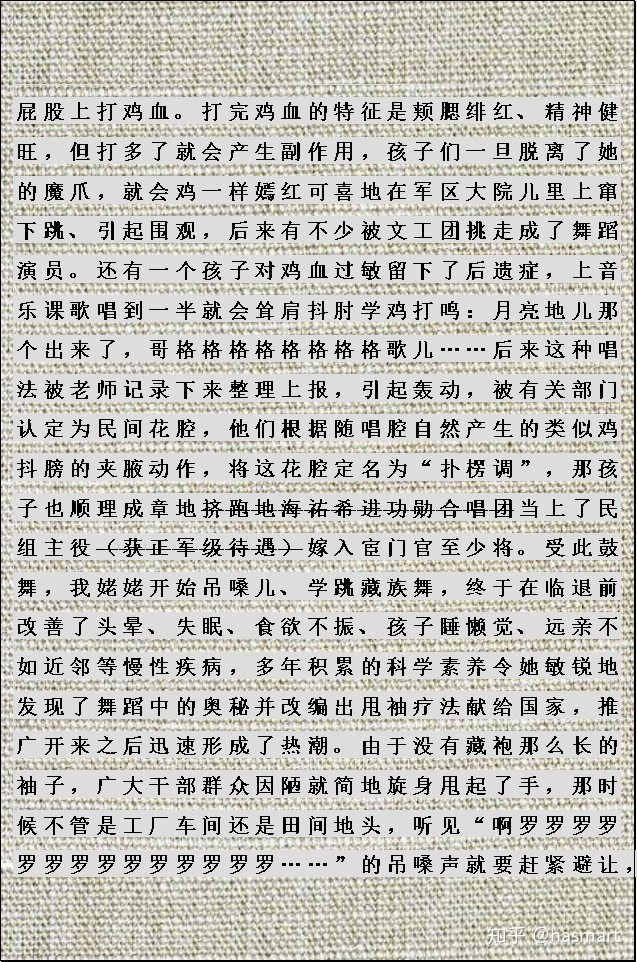 屁股上打鸡血。打完鸡血的特征是颊腮绯红、精神健
旺，但打多了就会产生副作用，孩子们一旦脱离了她
的魔爪，就会鸡一样嫣红可喜地在军区大院儿里上窜
下跳、引起围观，后来有不少被文工团挑走成了舞蹈
演员。还有一个孩子对鸡血过敏留下了后遗症，上音
乐课歌唱到一半就会耸肩抖肘学鸡打鸣：月亮地儿那
个出来了，哥格格格格格格格格歌儿……后来这种唱
法被老师记录下来整理上报，引起轰动，被有关部门
认定为民间花腔，他们根据随唱腔自然产生的类似鸡
抖膀的夹腋动作，将这花腔定名为“扑楞调”，那孩
子也顺理成章地挤跑地海祐希进功勋合唱团当上了民
组主役（获正军级待遇）嫁入宦门官至少将。受此鼓
舞，我姥姥开始吊嗓儿、学跳藏族舞，终于在临退前
改善了头晕、失眠、食欲不振、孩子睡懒觉、远亲不
如近邻等慢性疾病，多年积累的科学素养令她敏锐地
发现了舞蹈中的奥秘并改编出甩袖疗法献给国家，推
广开来之后迅速形成了热潮。由于没有藏袍那么长的
袖子，广大干部群众因陋就简地旋身甩起了手，那时
候不管是工厂车间还是田间地头，听见“啊罗罗罗罗
罗罗罗罗罗罗罗罗罗罗……”的吊嗓声就要赶紧避让，
知乎 @hasmart